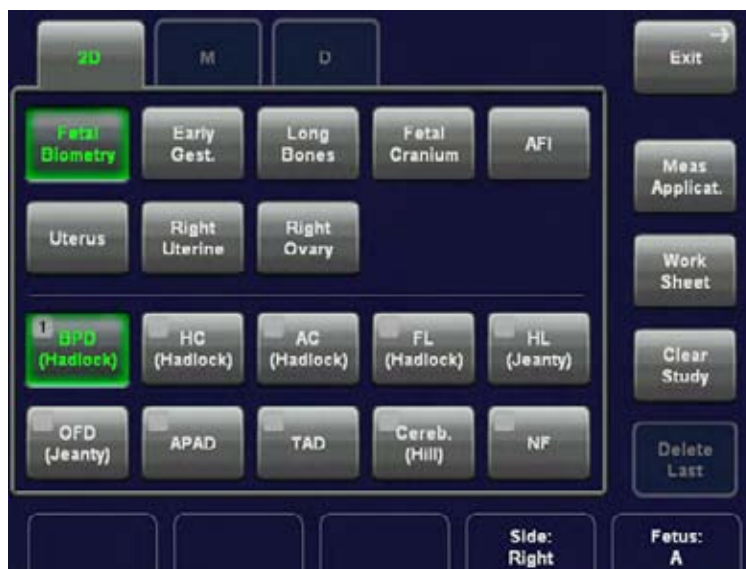 2D
M
D
Exit
Fetal
Biometry
Early
Gest.
Long
Bones
Fetal
Cranium
AFI
Meas
Applicat.
Uterus
Right
Uterine
Right
Ovary
Work
Sheet
1
BPD
(Hadlock)
HC
(Hadlock)
AC
(Hadlock)
FL
(Hadlock)
HL
(Jeanty)
Clear
Study
OFD
(Jeanty)
APAD
TAD
Cereb.
(Hill)
NF
Delete
Last
Side:
Right
Fetus:
A